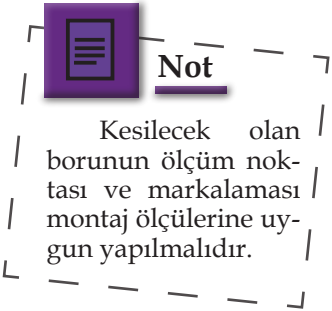 Not
Kesilecek olan
borunun ölçüm nok-
tası ve markalaması
montaj ölçülerine uy-
gun yapılmalıdır.